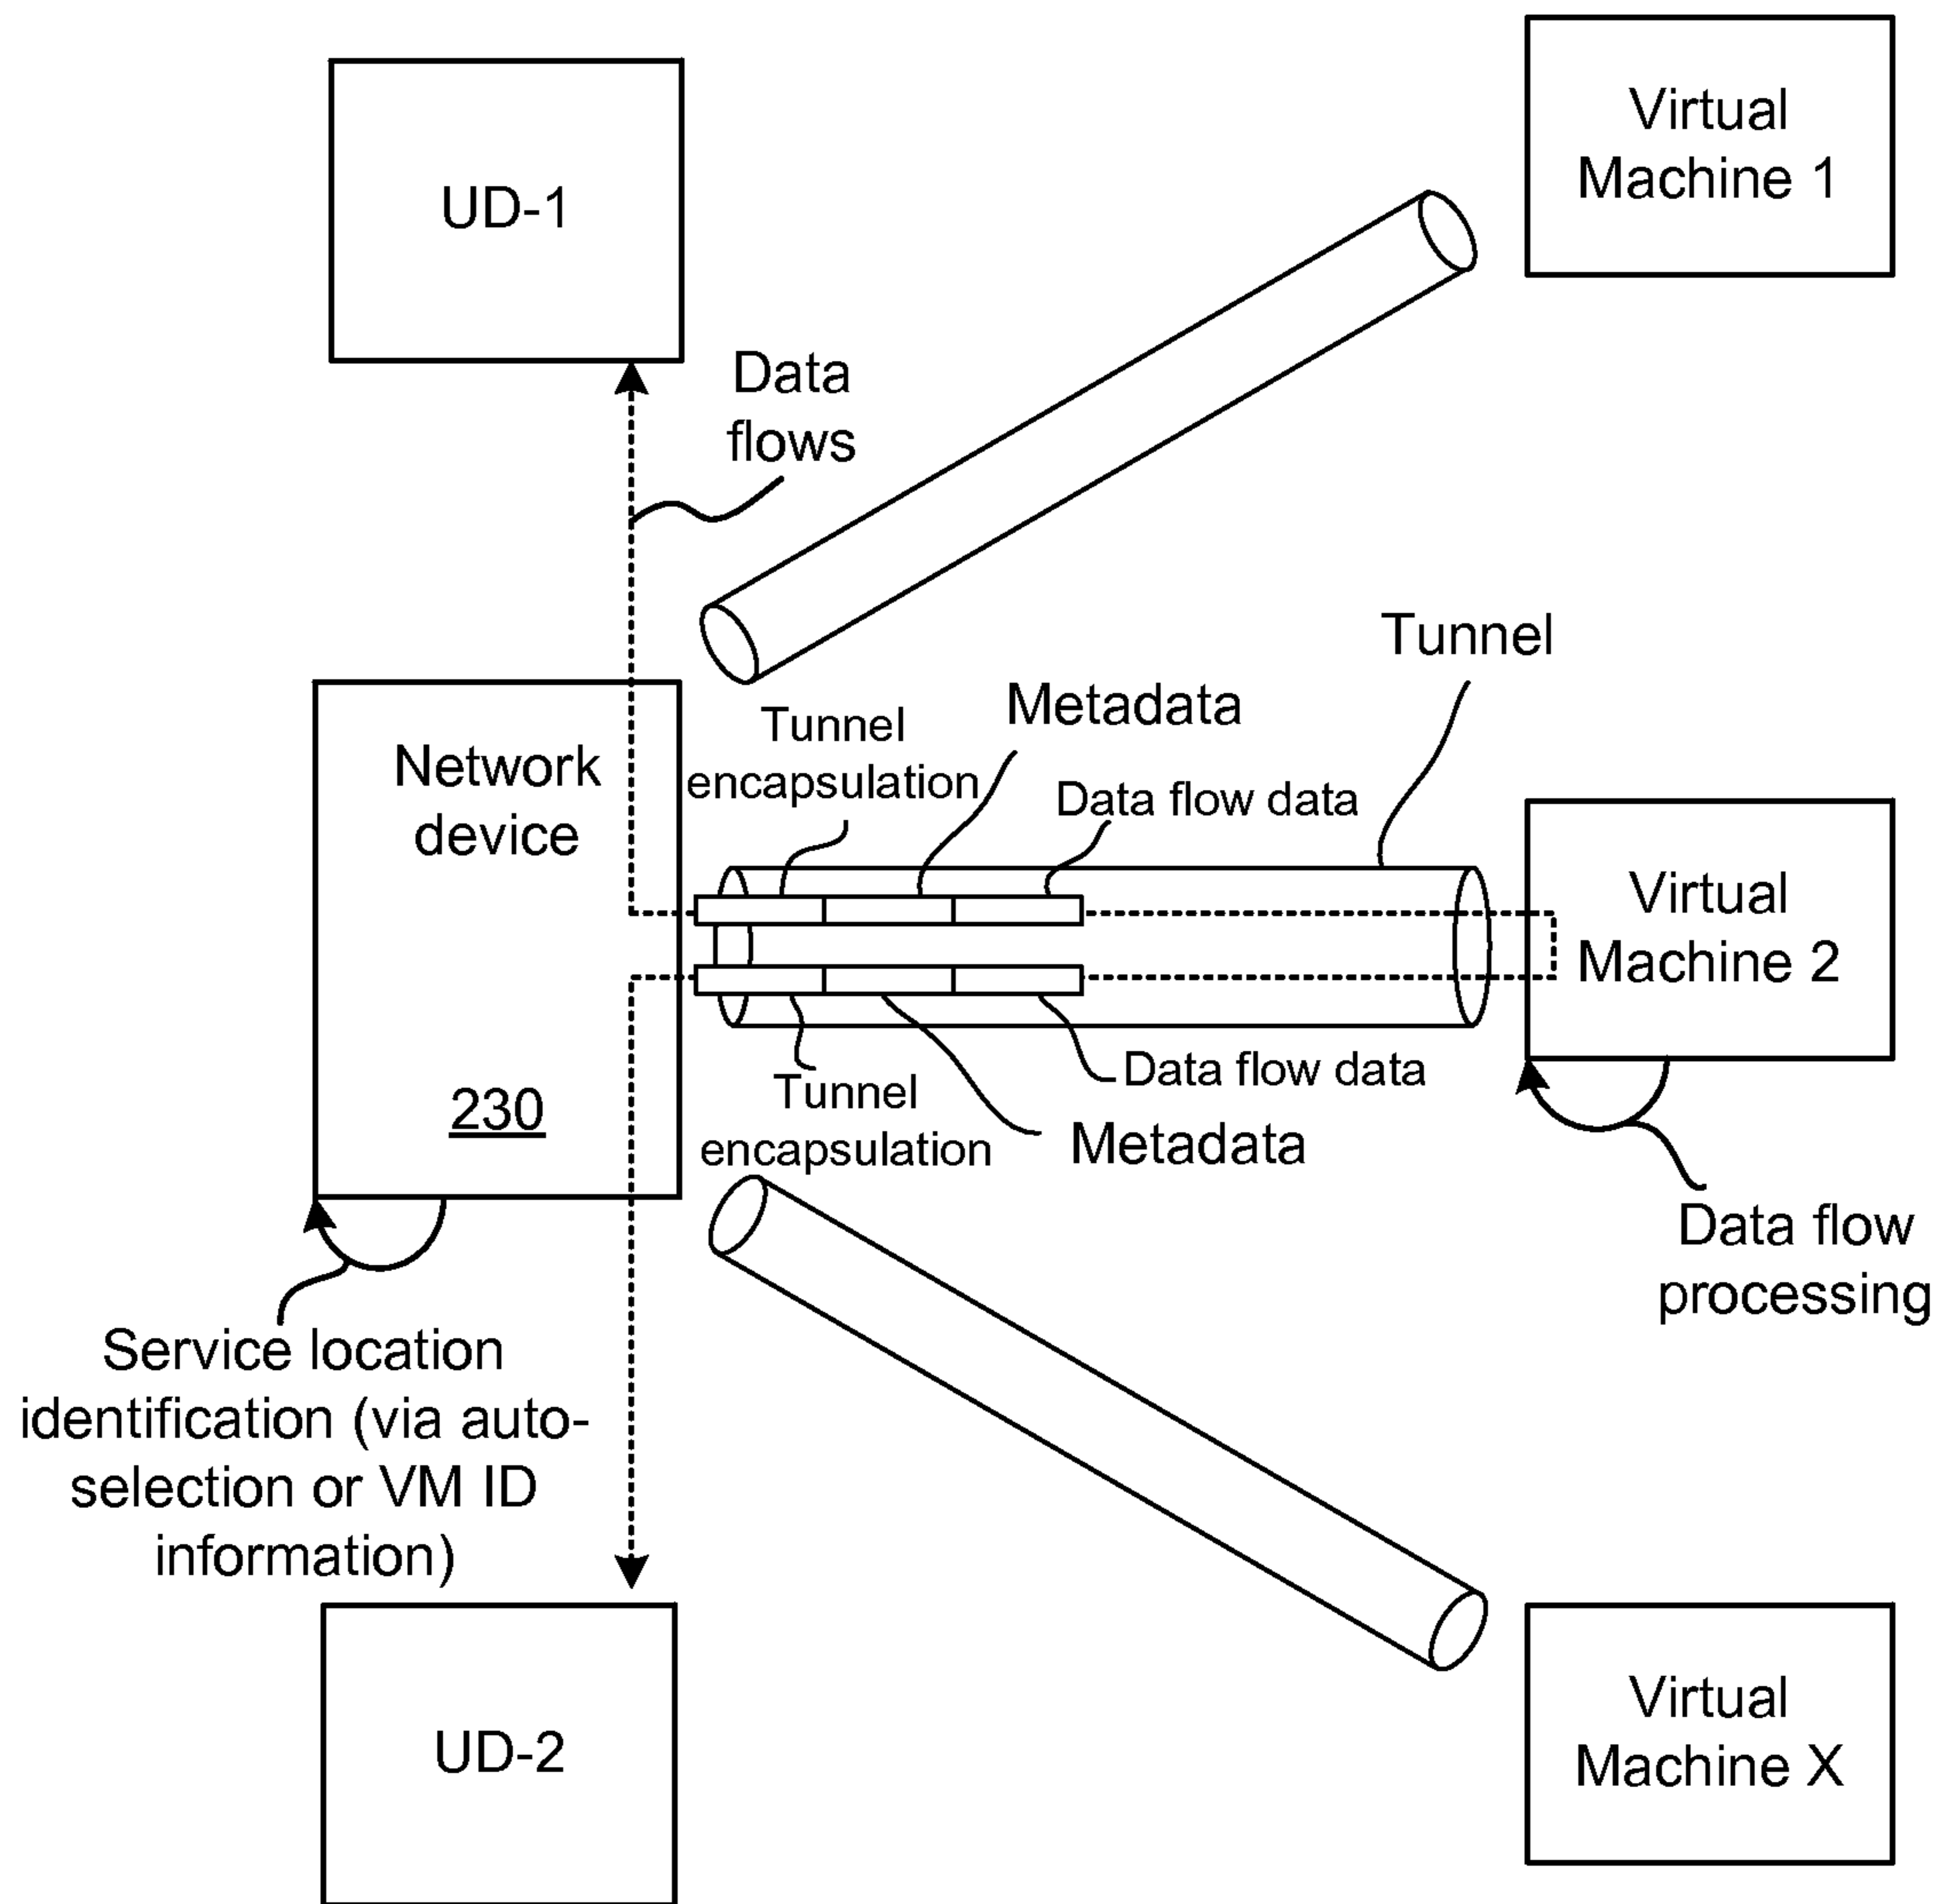 Virtual
Machine 1
UD-1
Data
flows
Tunnel
Metadata
Tunnel
encapsulation
Data flow data
Network
device
230
Virtual
Machine 2
Data flow data
Tunnel
encapsulation
Metadata
Data flow
processing
Service location
identification (via auto-
selection or VM ID
information)
UD-2
Virtual
Machine X